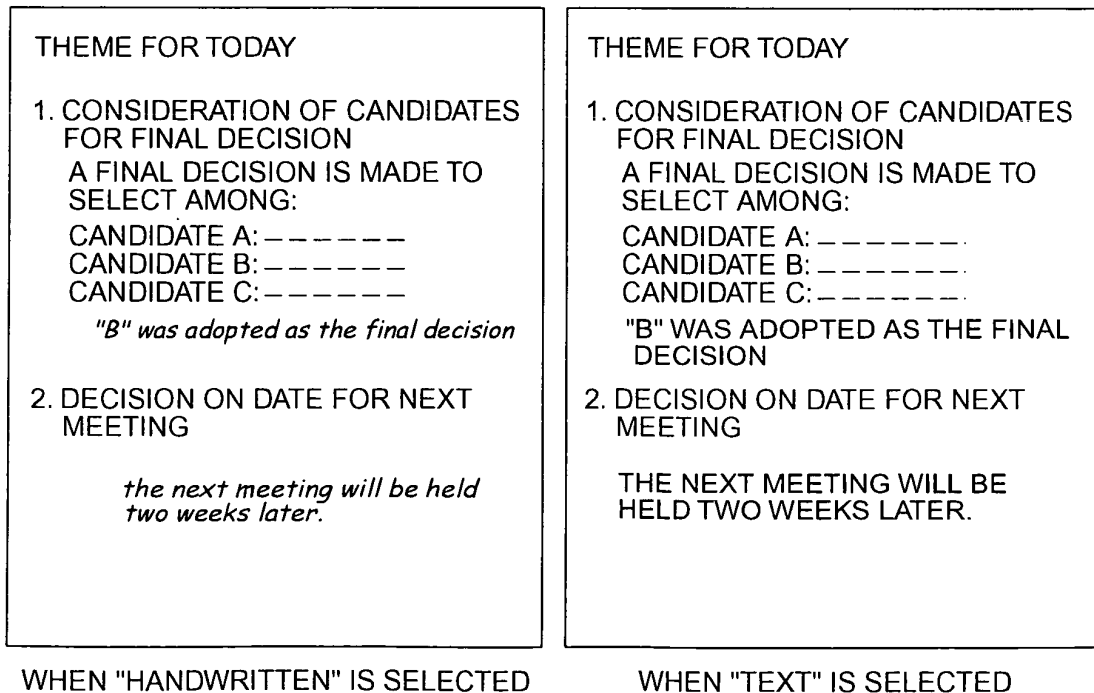 THEME FOR TODAY
1. CONSIDERATION OF CANDIDATES
FOR FINAL DECISION
A FINAL DECISION IS MADE TO
SELECT AMONG:
CANDIDATE A: ------
CANDIDATE B: ------
CANDIDATE C: ------
"B" was adopted as the final decision
2. DECISION ON DATE FOR NEXT
MEETING
the next meeting will be held
two weeks later.
WHEN "HANDWRITTEN" IS SELECTED
THEME FOR TODAY
1. CONSIDERATION OF CANDIDATES
FOR FINAL DECISION
A FINAL DECISION IS MADE TO
SELECT AMONG:
CANDIDATE A: ------
CANDIDATE B: ------
CANDIDATE C: ------
"B" WAS ADOPTED AS THE FINAL
DECISION
2. DECISION ON DATE FOR NEXT
MEETING
THE NEXT MEETING WILL BE
HELD TWO WEEKS LATER.
WHEN "TEXT" IS SELECTED